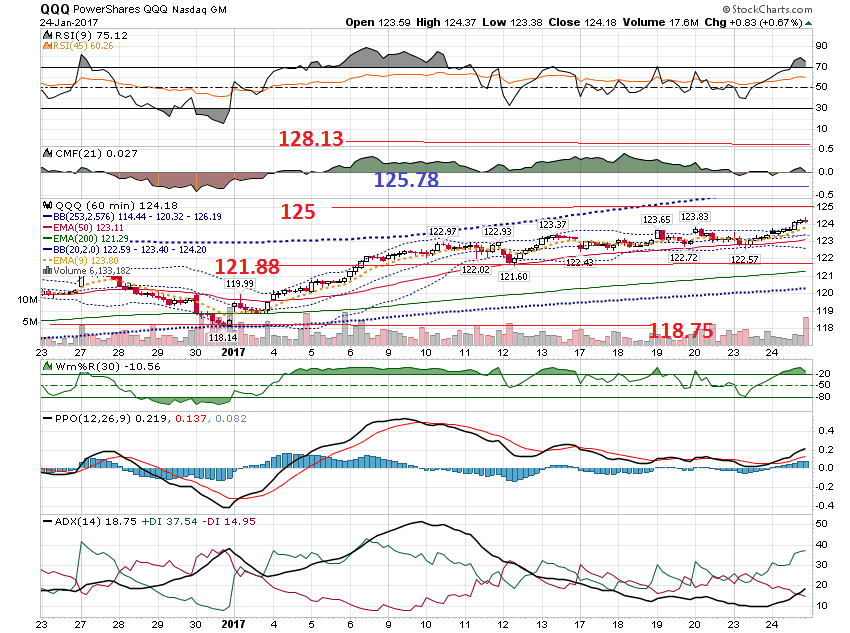 QQQ PowerShares QQQ Nasdaq GM
© StockCharts.com
24-Jan-2017
Open 123.59 High 124.37 Low 123.38 Close 124.18 Volume 17.6M Chg +0.83 (+0.67%)
RSI(9) 75.12
RSI(45) 60.26
90
70
50
30
10
128.13
CMF(21) 0.027
0.5
0.0
-0.5
125.78
QQQ (60 min) 124.18
BB(253,2.576) 114.44 - 120.32 - 126.19
EMA(50) 123.11
EMA(200) 121.29
BB(20,2.0) 122.59 - 123.40 - 124.20
EMA(9) 123.80
Volume 6,133,182
125
121.88
118.75
119.99
118.14
122.97
122.02
122.93
121.60
123.37
122.43
123.65
122.72
123.83
122.57
125
124
123
122
121
120
119
118
10M
5M
23 27 28 29 30 2017 4 5 6 9 10 11 12 13 17 18 19 20 23 24
Wm%R(30) -10.56
-20
-50
-80
PPO(12,26,9) 0.219, 0.137, 0.082
0.4
0.2
0.0
-0.2
-0.4
ADX(14) 18.75 +DI 37.54 -DI 14.95
50
40
30
20
10
23 27 28 29 30 2017 4 5 6 9 10 11 12 13 17 18 19 20 23 24